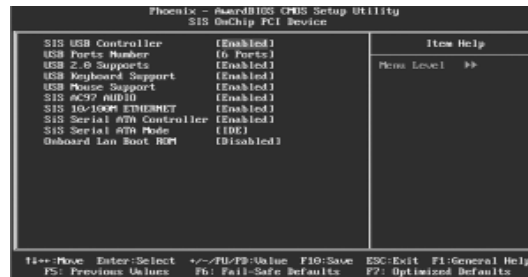 Phoenix - AwardBIOS CMOS Setup Utility
SIS OnChip PCI Device
SIS USB Controller [Enabled]
USB Ports Number [6 Ports]
USB 2.0 Supports [Enabled]
USB Keyboard Support [Enabled]
USB Mouse Support [Enabled]
SIS AC97 AUDIO [Enabled]
SIS 10/100M ETHERNET [Enabled]
SiS Serial ATA Controller [Enabled]
SiS Serial ATA Mode [IDE]
Onboard Lan Boot ROM [Disabled]
Item Help
Menu Level ▸▸
↑↓→←:Move Enter:Select +/-/PU/PD:Value F10:Save ESC:Exit F1:General Help
F5: Previous Values F6: Fail-Safe Defaults F7: Optimized Defaults